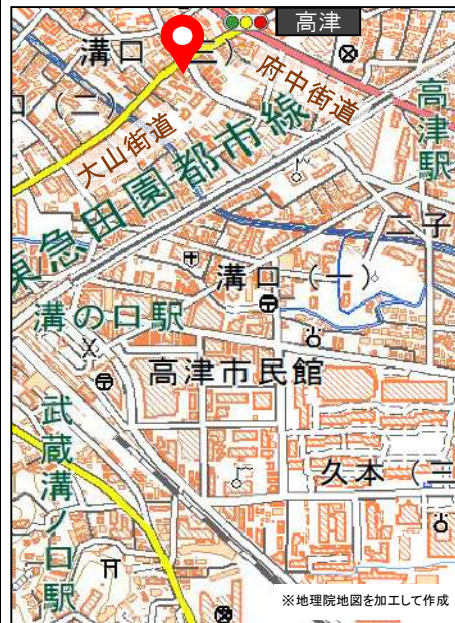 高津
溝口（三）
口（二）
府中街道
大山街道
高津駅
東急田園都市線
二子
溝口（一）
溝の口駅
高津市民館
武蔵溝ノ口駅
久本（三
※地理院地図を加工して作成